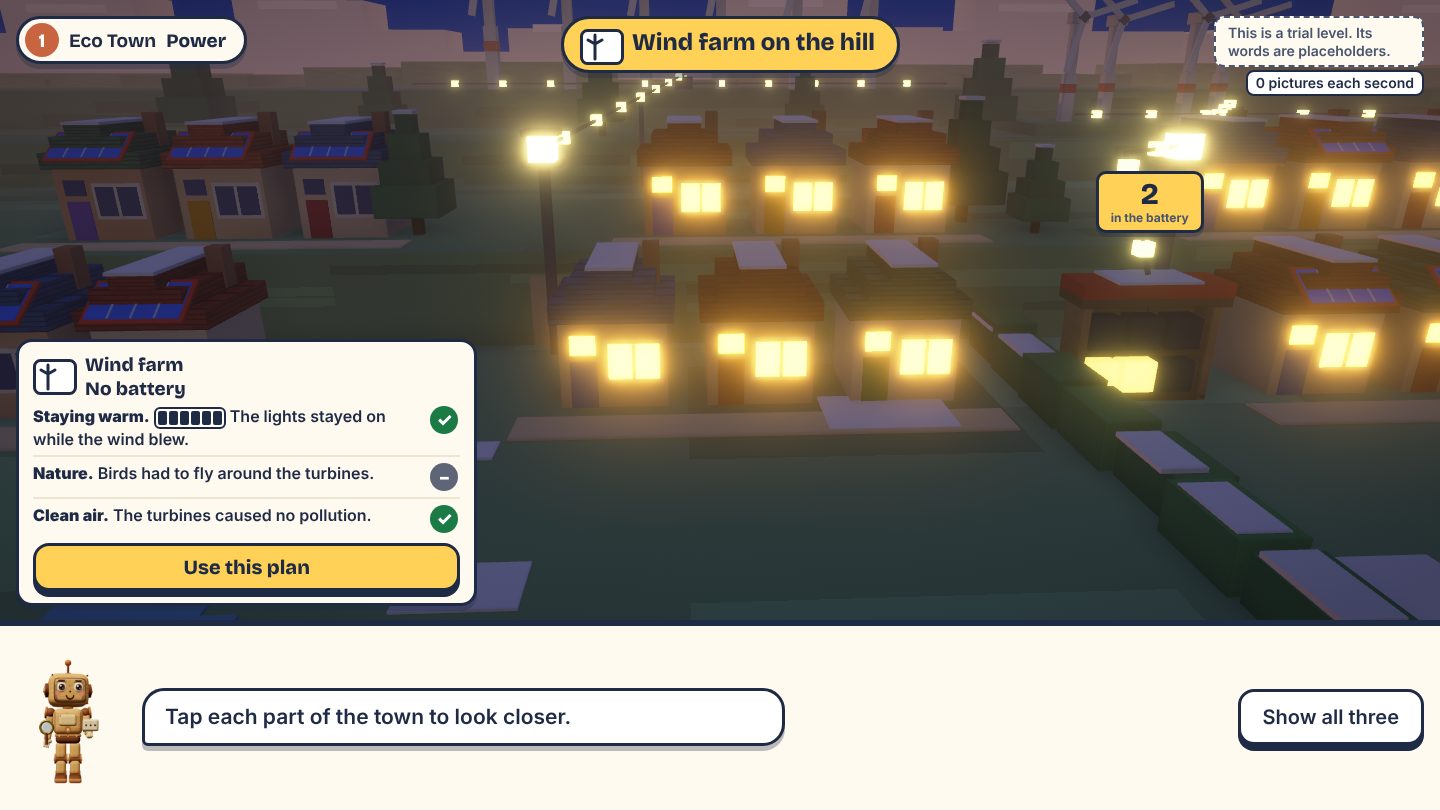 1 Eco Town Power
Wind farm on the hill
This is a trial level. Its
words are placeholders.
0 pictures each second
2
in the battery
Wind farm
No battery
Staying warm. The lights stayed on
while the wind blew.
Nature. Birds had to fly around the turbines.
Clean air. The turbines caused no pollution.
Use this plan
Tap each part of the town to look closer.
Show all three